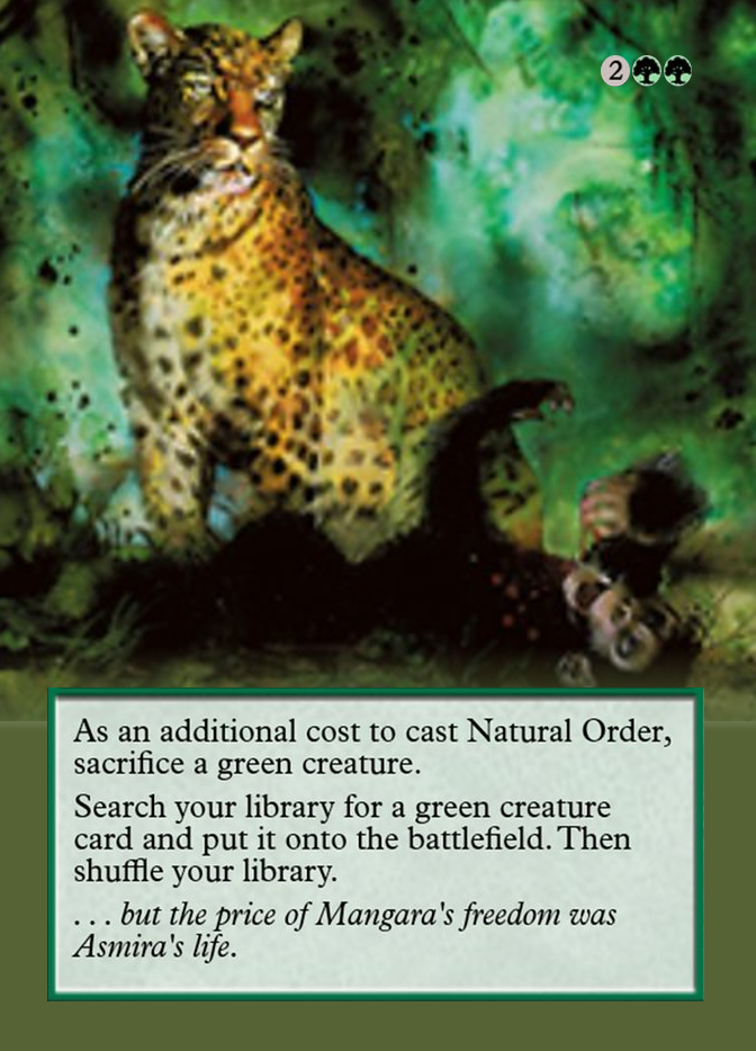 2
As an additional cost to cast Natural Order,
sacrifice a green creature.
Search your library for a green creature
card and put it onto the battlefield. Then
shuffle your library.
. . . but the price of Mangara's freedom was
Asmira's life.